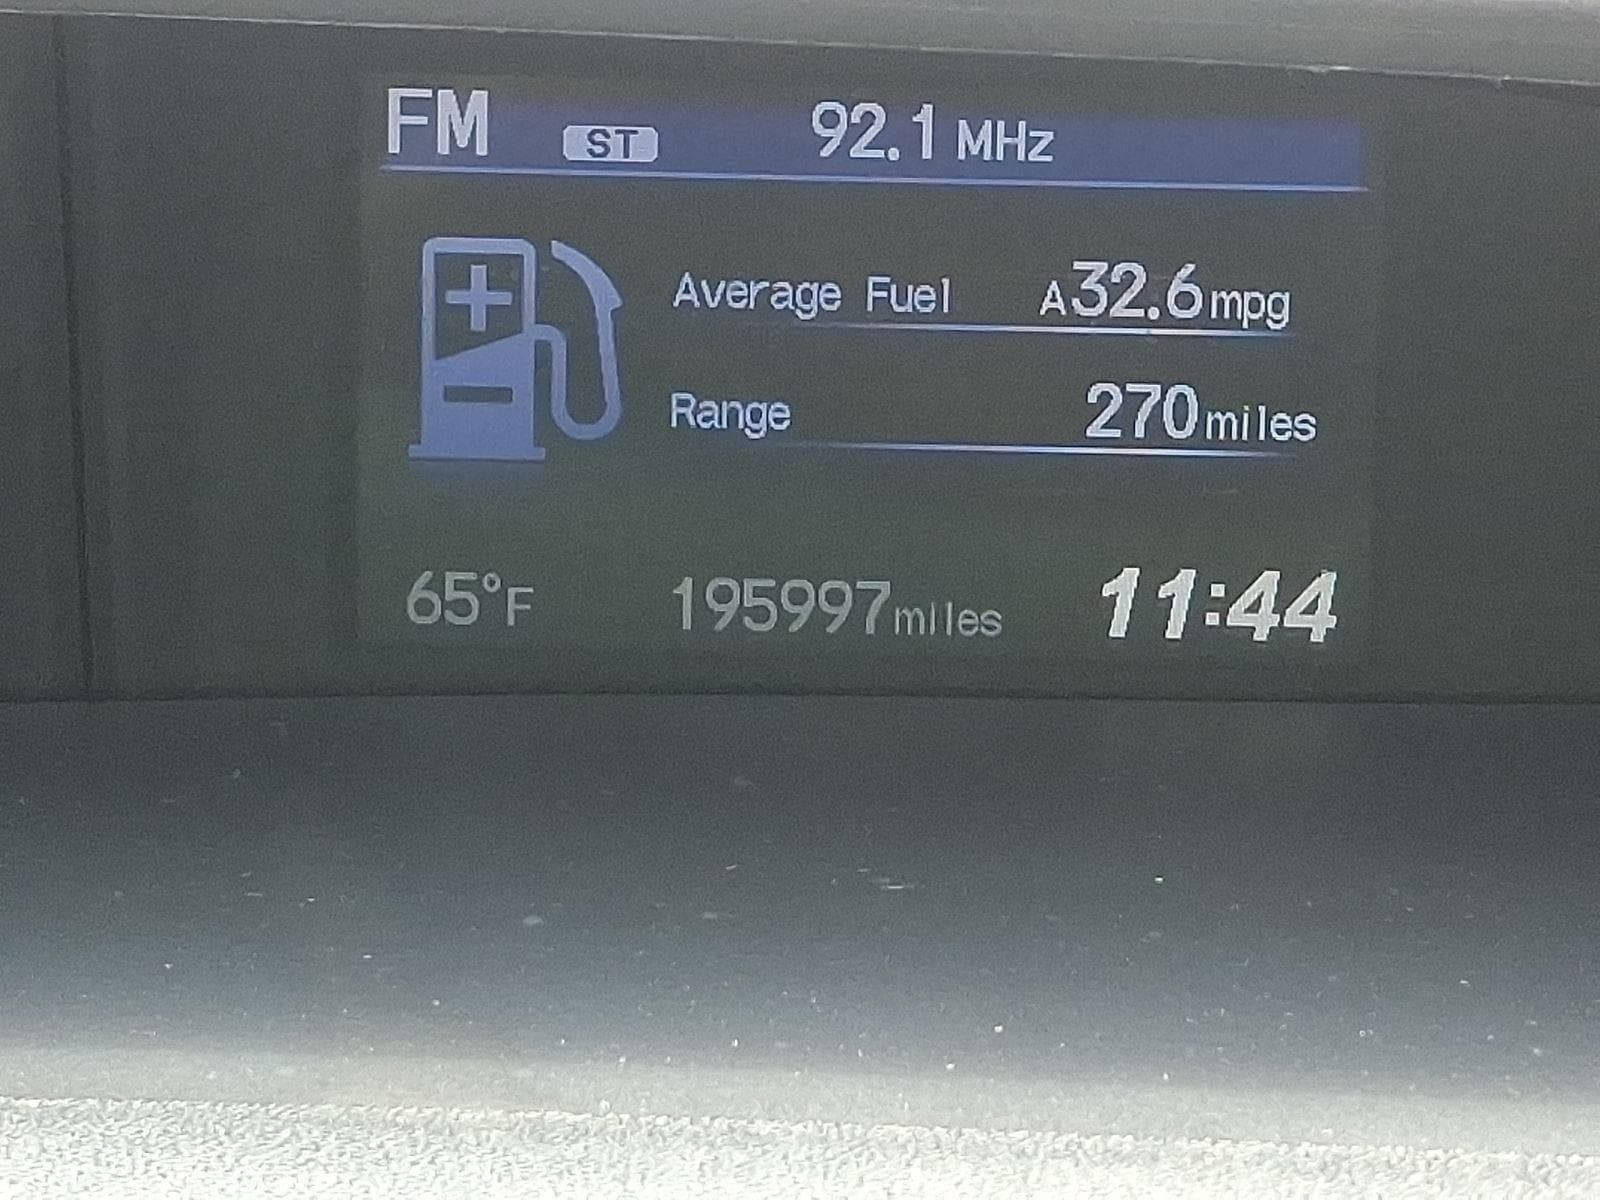 FM ST 92.1 MHz
Average Fuel A32.6mpg
Range 270miles
65°F 195997miles 11:44